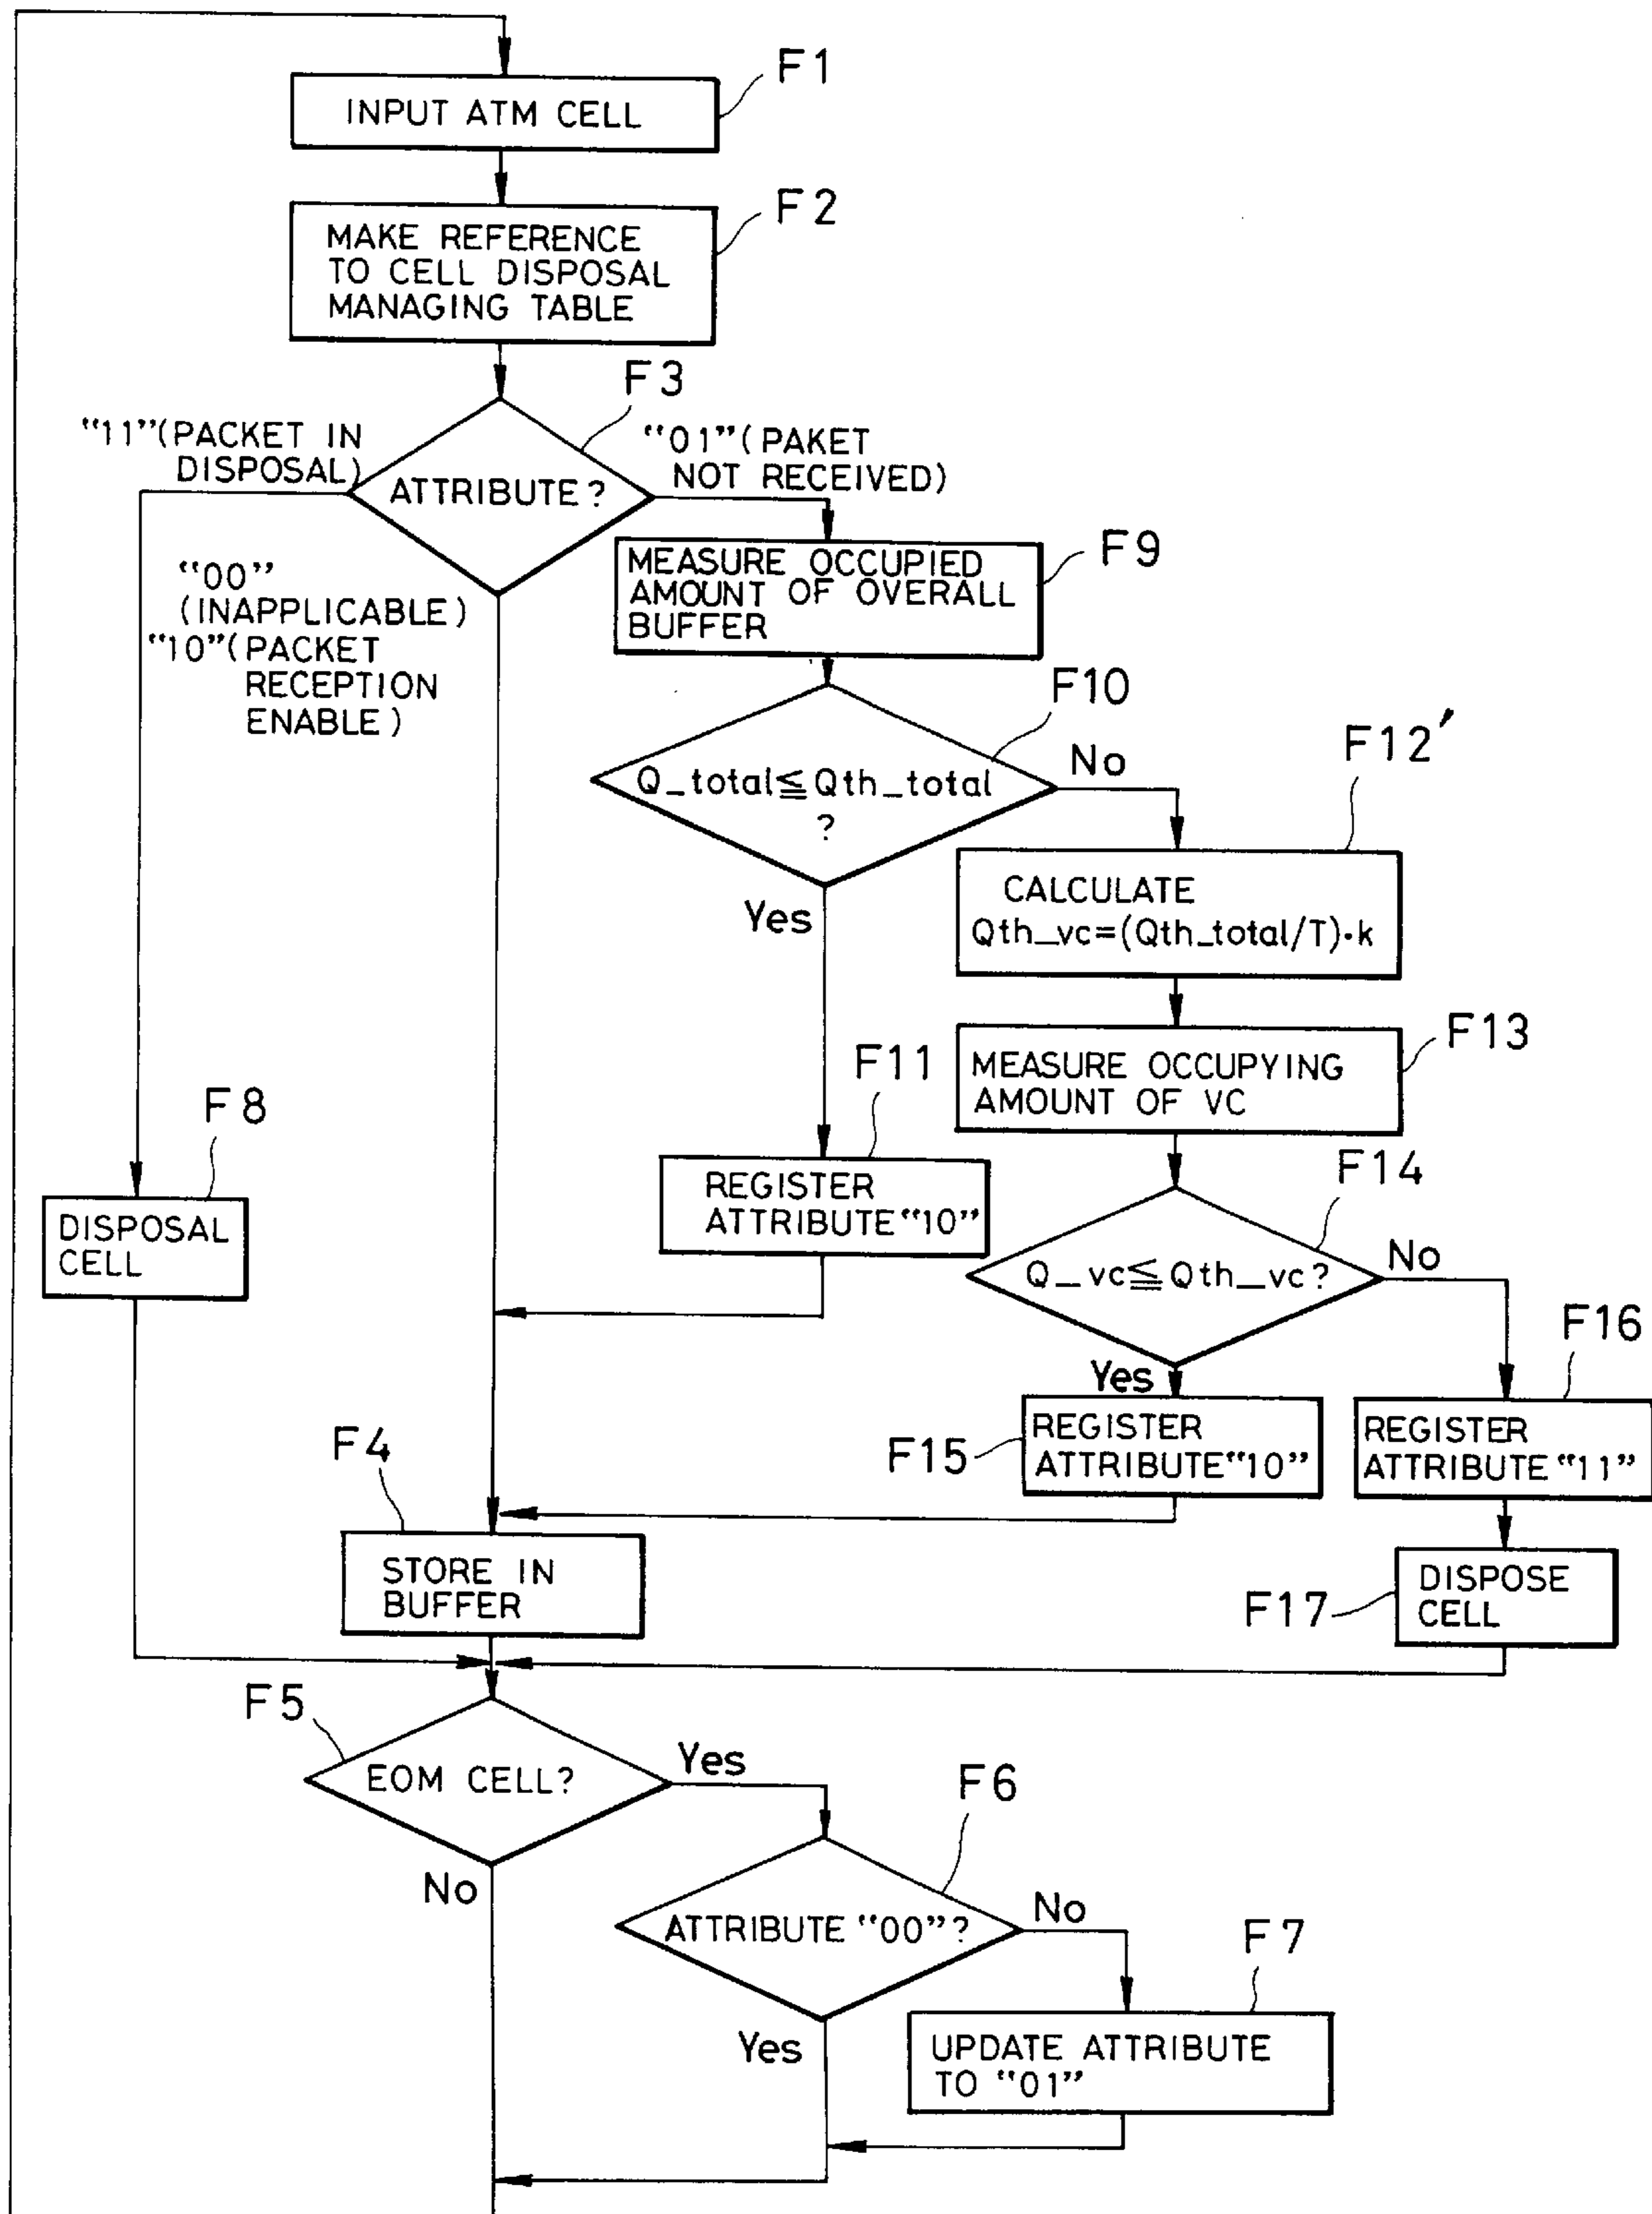 F1
INPUT ATM CELL
F2
MAKE REFERENCE
TO CELL DISPOSAL
MANAGING TABLE
F3
"11"(PACKET IN
DISPOSAL)
ATTRIBUTE?
"01"(PAKET
NOT RECEIVED)
"00"
(INAPPLICABLE)
"10"(PACKET
RECEPTION
ENABLE)
F9
MEASURE OCCUPIED
AMOUNT OF OVERALL
BUFFER
F10
Q_total≦Qth_total
?
No
Yes
F12'
CALCULATE
Qth_vc=(Qth_total/T)·k
F13
MEASURE OCCUPYING
AMOUNT OF VC
F11
REGISTER
ATTRIBUTE "10"
F8
DISPOSAL
CELL
F14
Q_vc≦Qth_vc?
No
Yes
F16
REGISTER
ATTRIBUTE "11"
F15
REGISTER
ATTRIBUTE "10"
F4
STORE IN
BUFFER
F17
DISPOSE
CELL
F5
EOM CELL?
Yes
No
F6
ATTRIBUTE "00"?
No
Yes
F7
UPDATE ATTRIBUTE
TO "01"